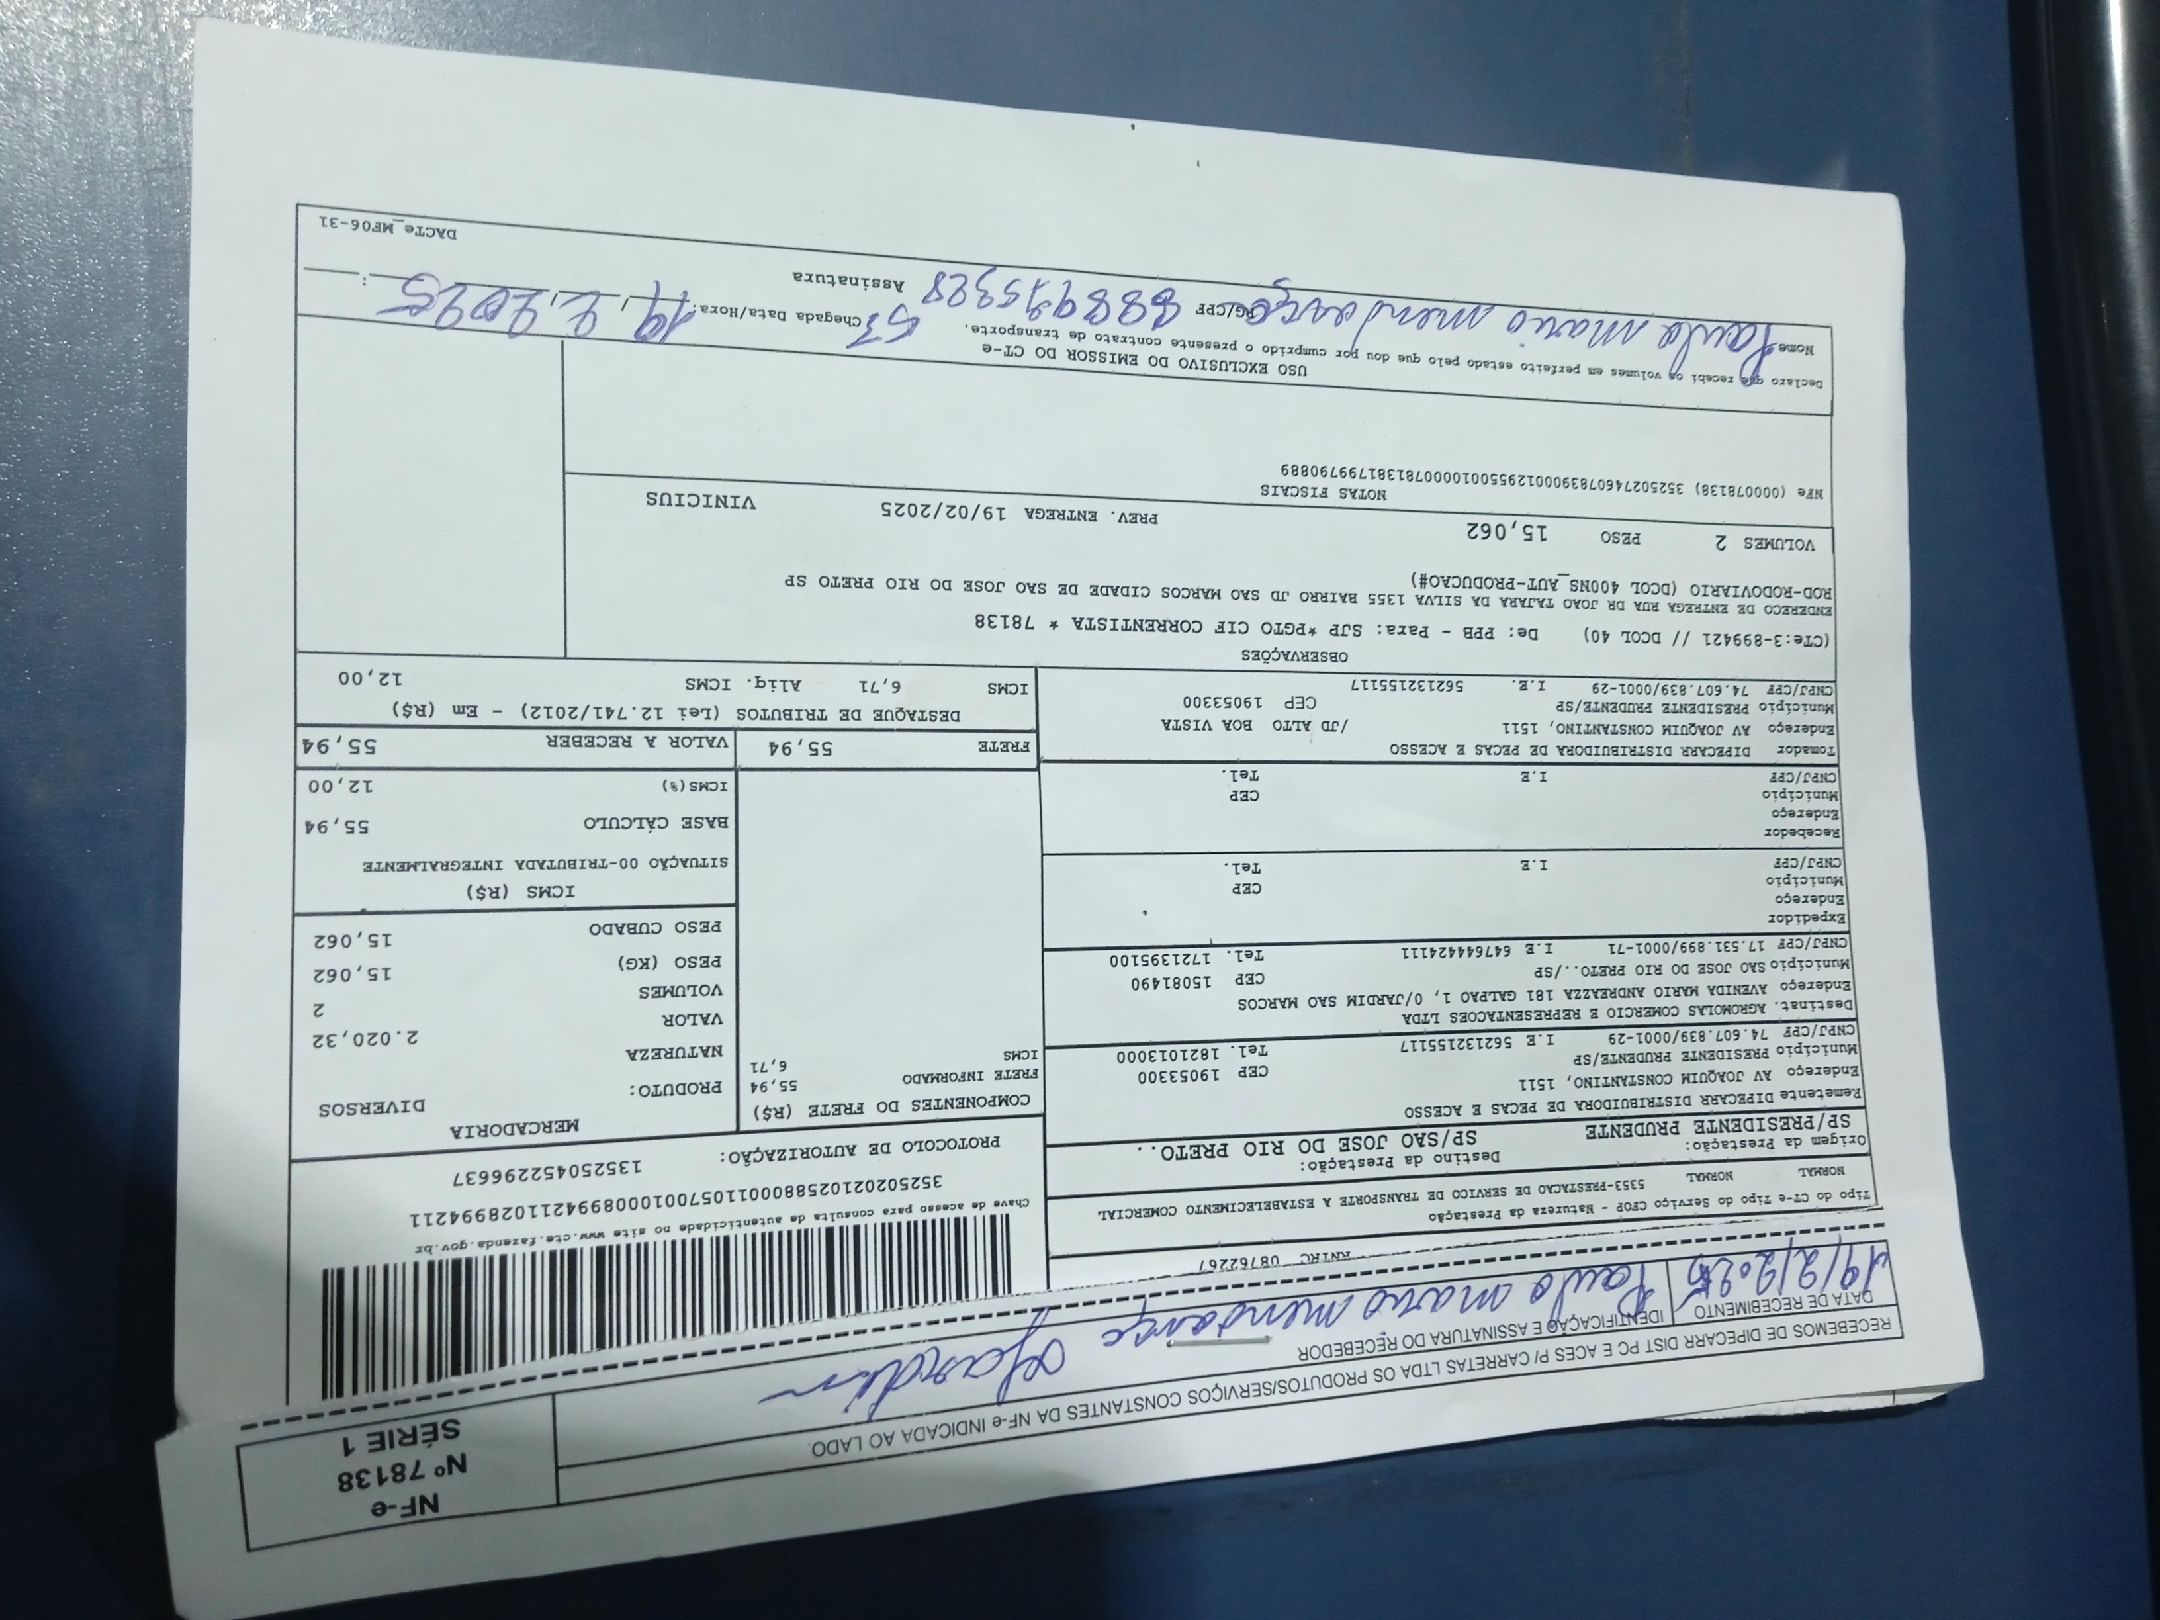 NF-e
Nº 78138
SÉRIE 1
RECEBEMOS DE DIPECARR DIST PC E ACES P/ CARRETAS LTDA OS PRODUTOS/SERVIÇOS CONSTANTES DA NF-e INDICADA AO LADO
DATA DE RECEBIMENTO
19/2/2025
IDENTIFICAÇÃO E ASSINATURA DO RECEBEDOR
Paulo mario
ANTRC 08762267
Tipo do CT-e Tipo do Serviço CFOP - Natureza da Prestação
NORMAL NORMAL 5353-PRESTACAO DE SERVICO DE TRANSPORTE A ESTABELECIMENTO COMERCIAL
Origem da Prestação: Destino da Prestação:
SP/PRESIDENTE PRUDENTE SP/SAO JOSE DO RIO PRETO..
Chave de acesso para consulta de autenticidade no site www.cte.fazenda.gov.br
35250202102588000110570010008994211028994211
PROTOCOLO DE AUTORIZAÇÃO: 135250452296637
Remetente DIPECARR DISTRIBUIDORA DE PECAS E ACESSO
Endereço AV JOAQUIM CONSTANTINO, 1511
Município PRESIDENTE PRUDENTE/SP CEP 19053300
CNPJ/CPF 74.607.839/0001-29 I.E 562132155117 Tel. 1821013000
Destinat. AGROMOLAS COMERCIO E REPRESENTACOES LTDA
Endereço AVENIDA MARIO ANDREAZZA 181 GALPAO 1, 0/JARDIM SAO MARCOS
Município SAO JOSE DO RIO PRETO../SP CEP 15081490
CNPJ/CPF 17.531.899/0001-71 I.E 647644424111 Tel. 1721395100
Expedidor
Endereço
Município CEP
CNPJ/CPF I.E Tel.
Recebedor
Endereço
Município CEP
CNPJ/CPF I.E Tel.
Tomador DIPECARR DISTRIBUIDORA DE PECAS E ACESSO
Endereço AV JOAQUIM CONSTANTINO, 1511 /JD ALTO BOA VISTA
Município PRESIDENTE PRUDENTE/SP CEP 19053300
CNPJ/CPF 74.607.839/0001-29 I.E. 562132155117
COMPONENTES DO FRETE (R$)
FRETE INFORMADO 55,94
ICMS 6,71
MERCADORIA
PRODUTO: DIVERSOS
NATUREZA
VALOR 2.020,32
VOLUMES 2
PESO (KG) 15,062
PESO CUBADO 15,062
ICMS (R$)
SITUAÇÃO 00-TRIBUTADA INTEGRALMENTE
BASE CÁLCULO 55,94
ICMS(%) 12,00
FRETE 55,94 VALOR A RECEBER 55,94
DESTAQUE DE TRIBUTOS (Lei 12.741/2012) - Em (R$)
ICMS 6,71 Aliq. ICMS 12,00
OBSERVAÇÕES
(CTe:3-899421 // DCOL 40) De: PPB - Para: SJP *PGTO CIF CORRENTISTA * 78138
ENDERECO DE ENTREGA RUA DR JOAO TAJARA DA SILVA 1355 BAIRRO JD SAO MARCOS CIDADE DE SAO JOSE DO RIO PRETO SP
ROD-RODOVIARIO (DCOL 400NS_AUT-PRODUCAO#)
VOLUMES 2 PESO 15,062 PREV. ENTREGA 19/02/2025 VINICIUS
NOTAS FISCAIS
NFe (000078138) 35250274607839000129550010000781381799790889
USO EXCLUSIVO DO EMISSOR DO CT-e
Declaro que recebi os volumes em perfeito estado pelo que dou por cumprido o presente contrato de transporte.
Nome Paulo mario RG/CPF Assinatura Chegada Data/Hora: 19, 2, 2025 :
DACTe_MF06-31